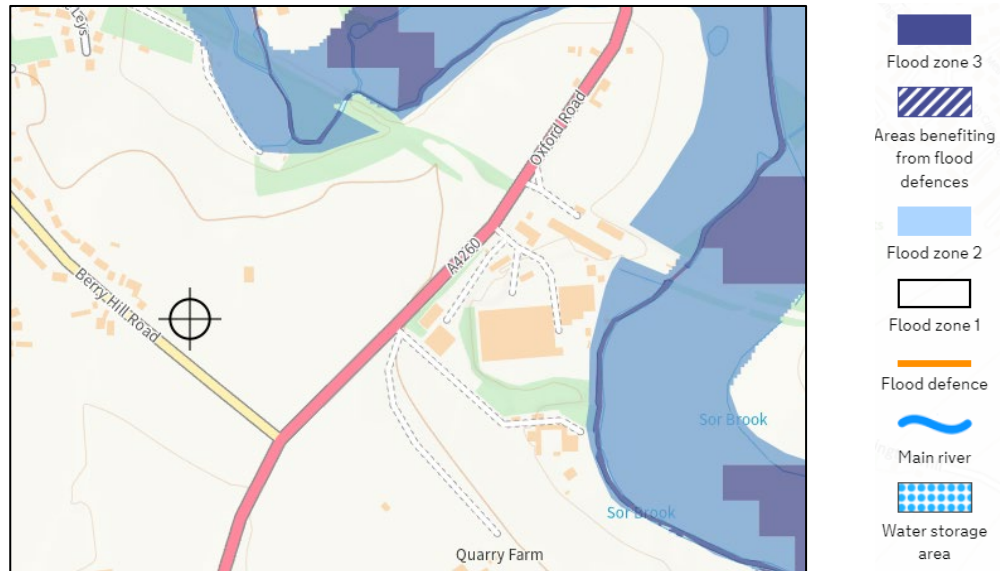 Leys
Oxford Road
A4260
Berry Hill Road
Sor Brook
Sor Brook
Quarry Farm
Flood zone 3
Areas benefiting
from flood
defences
Flood zone 2
Flood zone 1
Flood defence
Main river
Water storage
area